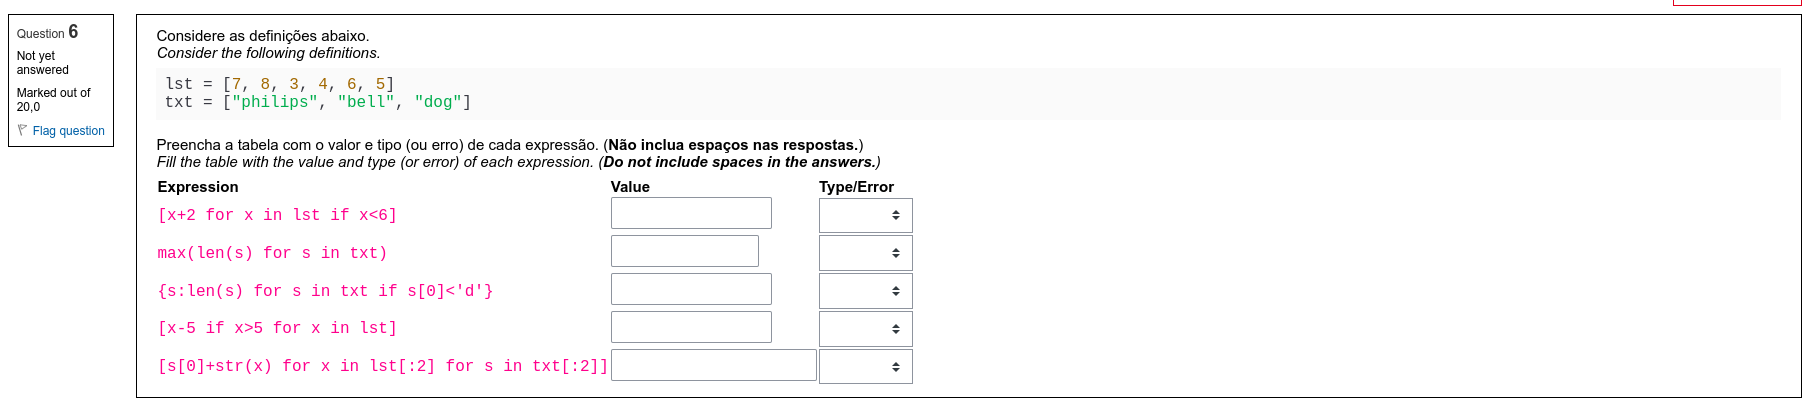 Question 6
Not yet
answered
Marked out of
20,0
Flag question
Considere as definições abaixo.
Consider the following definitions.
lst = [7, 8, 3, 4, 6, 5]
txt = ["philips", "bell", "dog"]
Preencha a tabela com o valor e tipo (ou erro) de cada expressão. (Não inclua espaços nas respostas.)
Fill the table with the value and type (or error) of each expression. (Do not include spaces in the answers.)
Expression Value Type/Error
[x+2 for x in lst if x<6]
max(len(s) for s in txt)
{s:len(s) for s in txt if s[0]<'d'}
[x-5 if x>5 for x in lst]
[s[0]+str(x) for x in lst[:2] for s in txt[:2]]